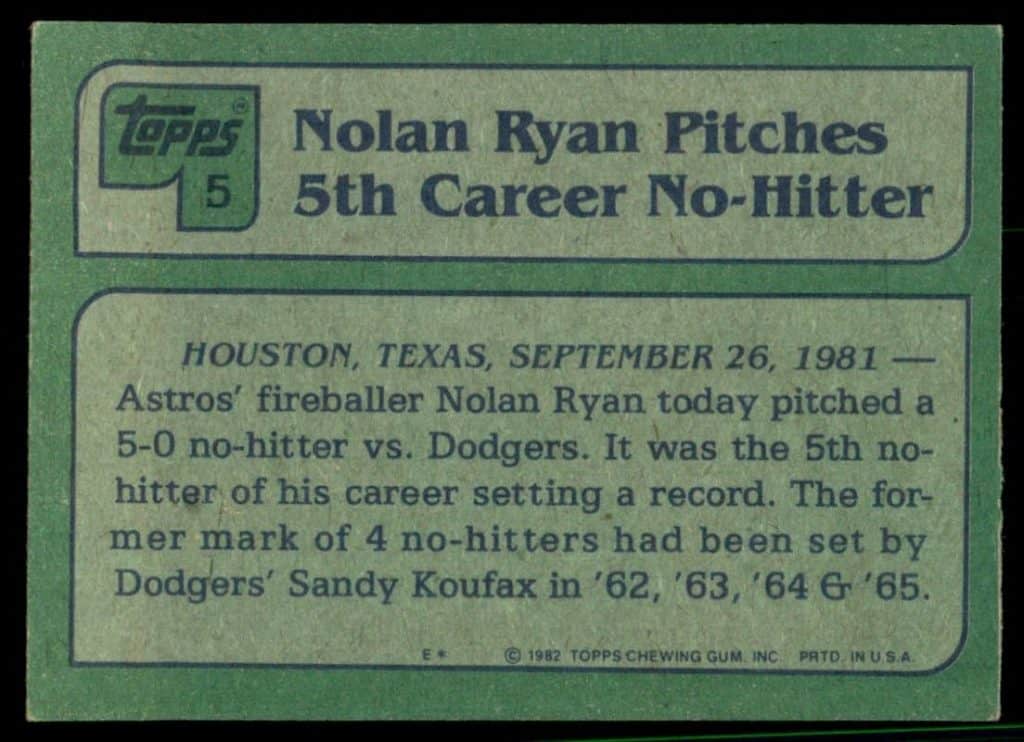 Topps®
5
Nolan Ryan Pitches
5th Career No-Hitter
HOUSTON, TEXAS, SEPTEMBER 26, 1981 —
Astros' fireballer Nolan Ryan today pitched a
5-0 no-hitter vs. Dodgers. It was the 5th no-
hitter of his career setting a record. The for-
mer mark of 4 no-hitters had been set by
Dodgers' Sandy Koufax in '62, '63, '64 & '65.
E* © 1982 TOPPS CHEWING GUM, INC. PRTD. IN U.S.A.